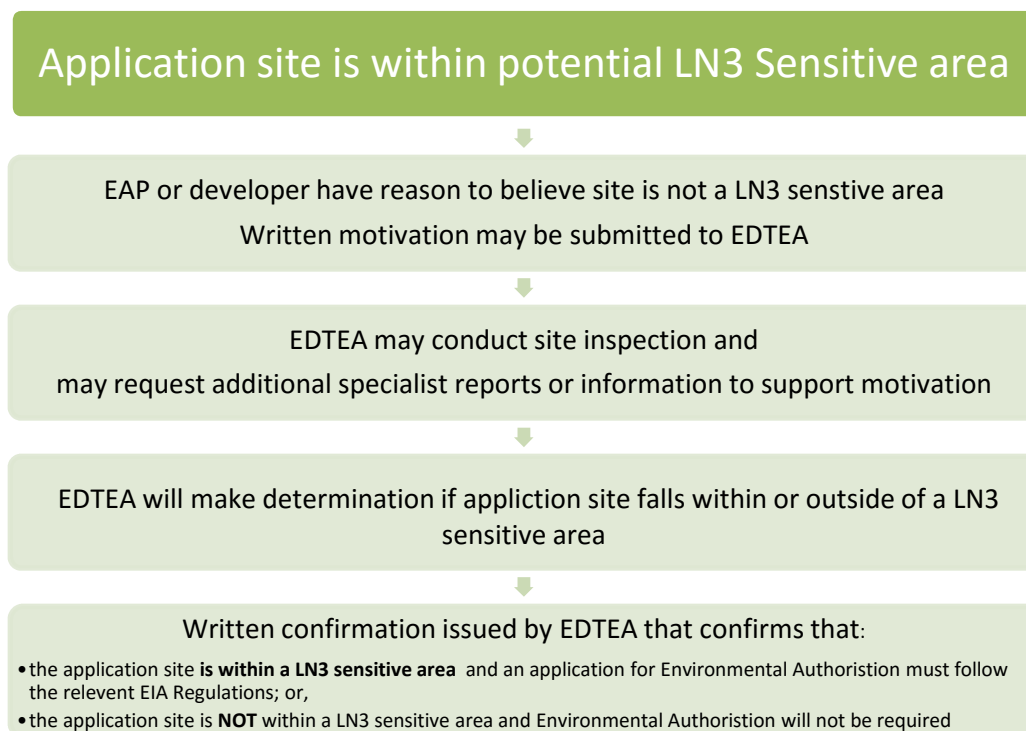 Application site is within potential LN3 Sensitive area
EAP or developer have reason to believe site is not a LN3 senstive area
Written motivation may be submitted to EDTEA
EDTEA may conduct site inspection and
may request additional specialist reports or information to support motivation
EDTEA will make determination if appliction site falls within or outside of a LN3
sensitive area
Written confirmation issued by EDTEA that confirms that:
•the application site is within a LN3 sensitive area and an application for Environmental Authoristion must follow
the relevent EIA Regulations; or,
•the application site is NOT within a LN3 sensitive area and Environmental Authoristion will not be required